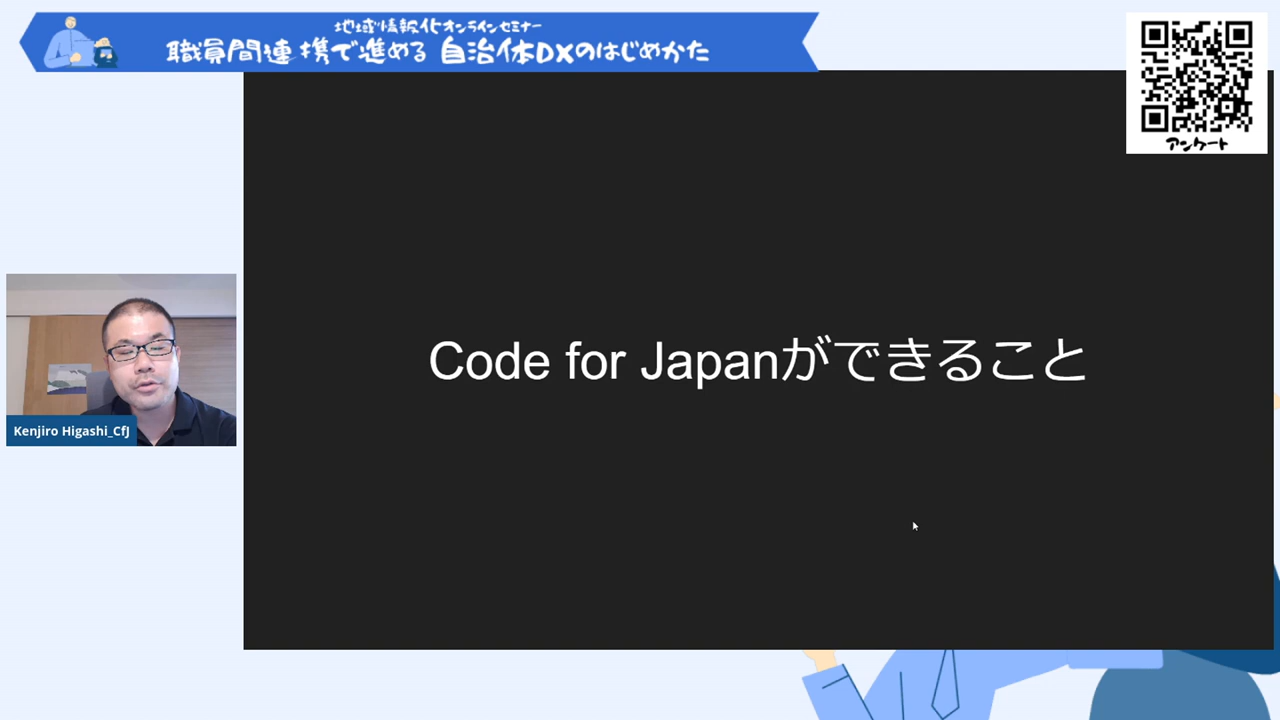 地域情報化オンラインセミナー
職員間連携で進める 自治体DXのはじめかた
アンケート
Code for Japanができること
Kenjiro Higashi_CfJ